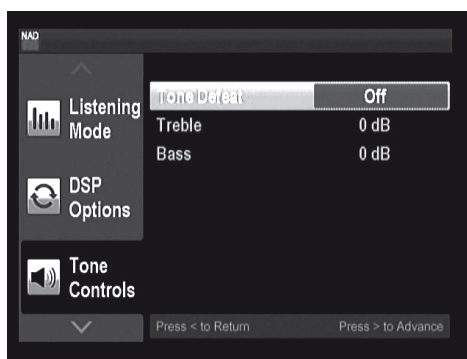 NAD
Listening
Mode
DSP
Options
Tone
Controls
Tone Defeat Off
Treble 0 dB
Bass 0 dB
Press < to Return Press > to Advance